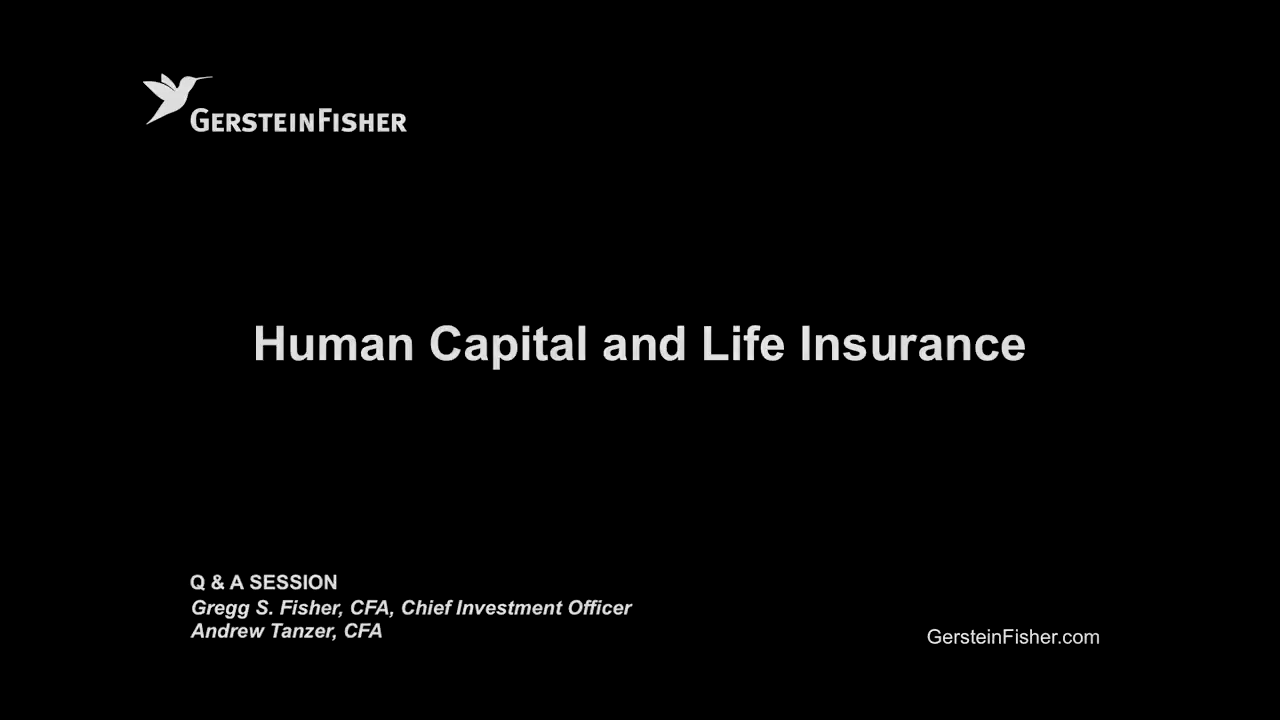 GERSTEINFISHER
Human Capital and Life Insurance
Q & A SESSION
Gregg S. Fisher, CFA, Chief Investment Officer
Andrew Tanzer, CFA
GersteinFisher.com